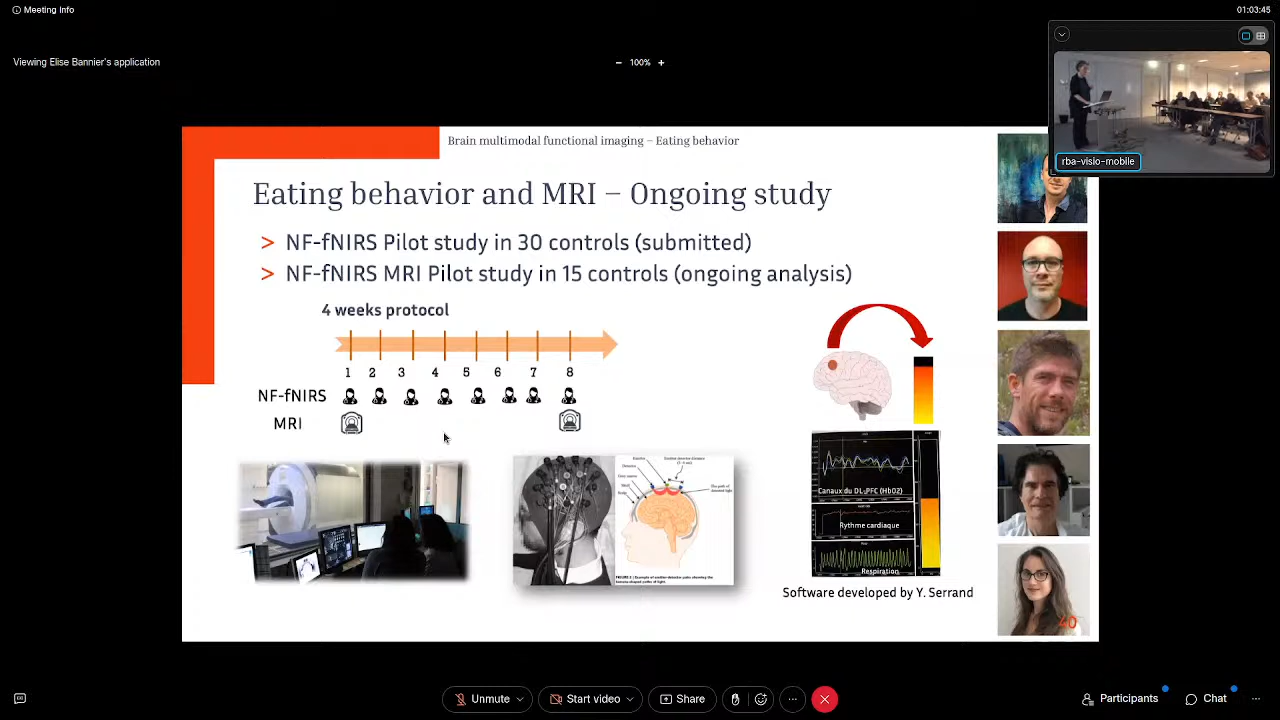 Meeting Info
01:03:45
Viewing Elise Bannier's application
− 100% +
rba-visio-mobile
Brain multimodal functional imaging – Eating behavior
Eating behavior and MRI – Ongoing study
> NF-fNIRS Pilot study in 30 controls (submitted)
> NF-fNIRS MRI Pilot study in 15 controls (ongoing analysis)
4 weeks protocol
1 2 3 4 5 6 7 8
NF-fNIRS
MRI
Canaux du DL-PFC (HbO2)
Rythme cardiaque
Respiration
Software developed by Y. Serrand
40
Unmute
Start video
Share
Participants
Chat